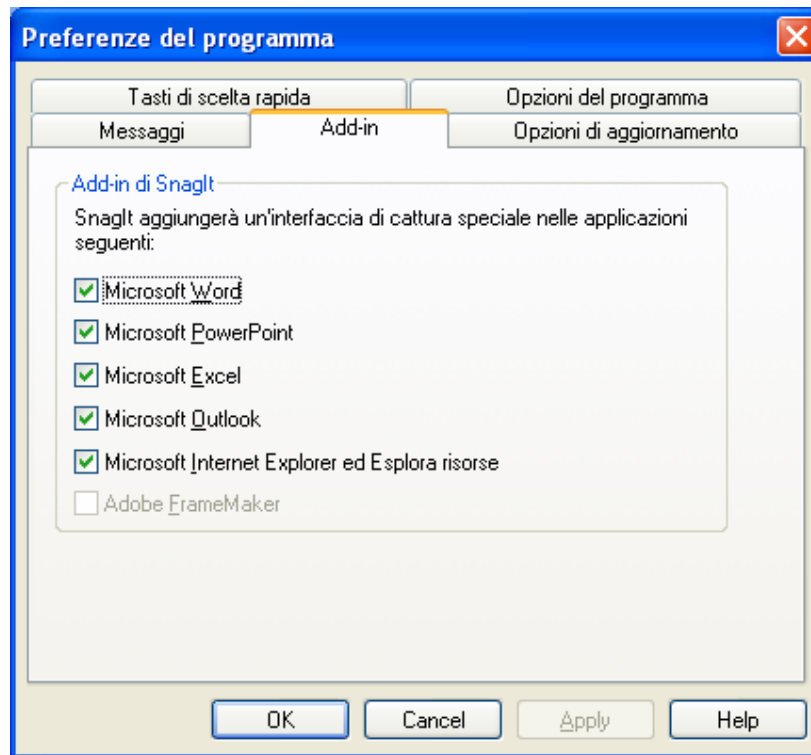 Preferenze del programma
Tasti di scelta rapida
Opzioni del programma
Messaggi
Add-in
Opzioni di aggiornamento
Add-in di SnagIt
SnagIt aggiungerà un'interfaccia di cattura speciale nelle applicazioni
seguenti:
Microsoft Word
Microsoft PowerPoint
Microsoft Excel
Microsoft Outlook
Microsoft Internet Explorer ed Esplora risorse
Adobe FrameMaker
OK
Cancel
Apply
Help